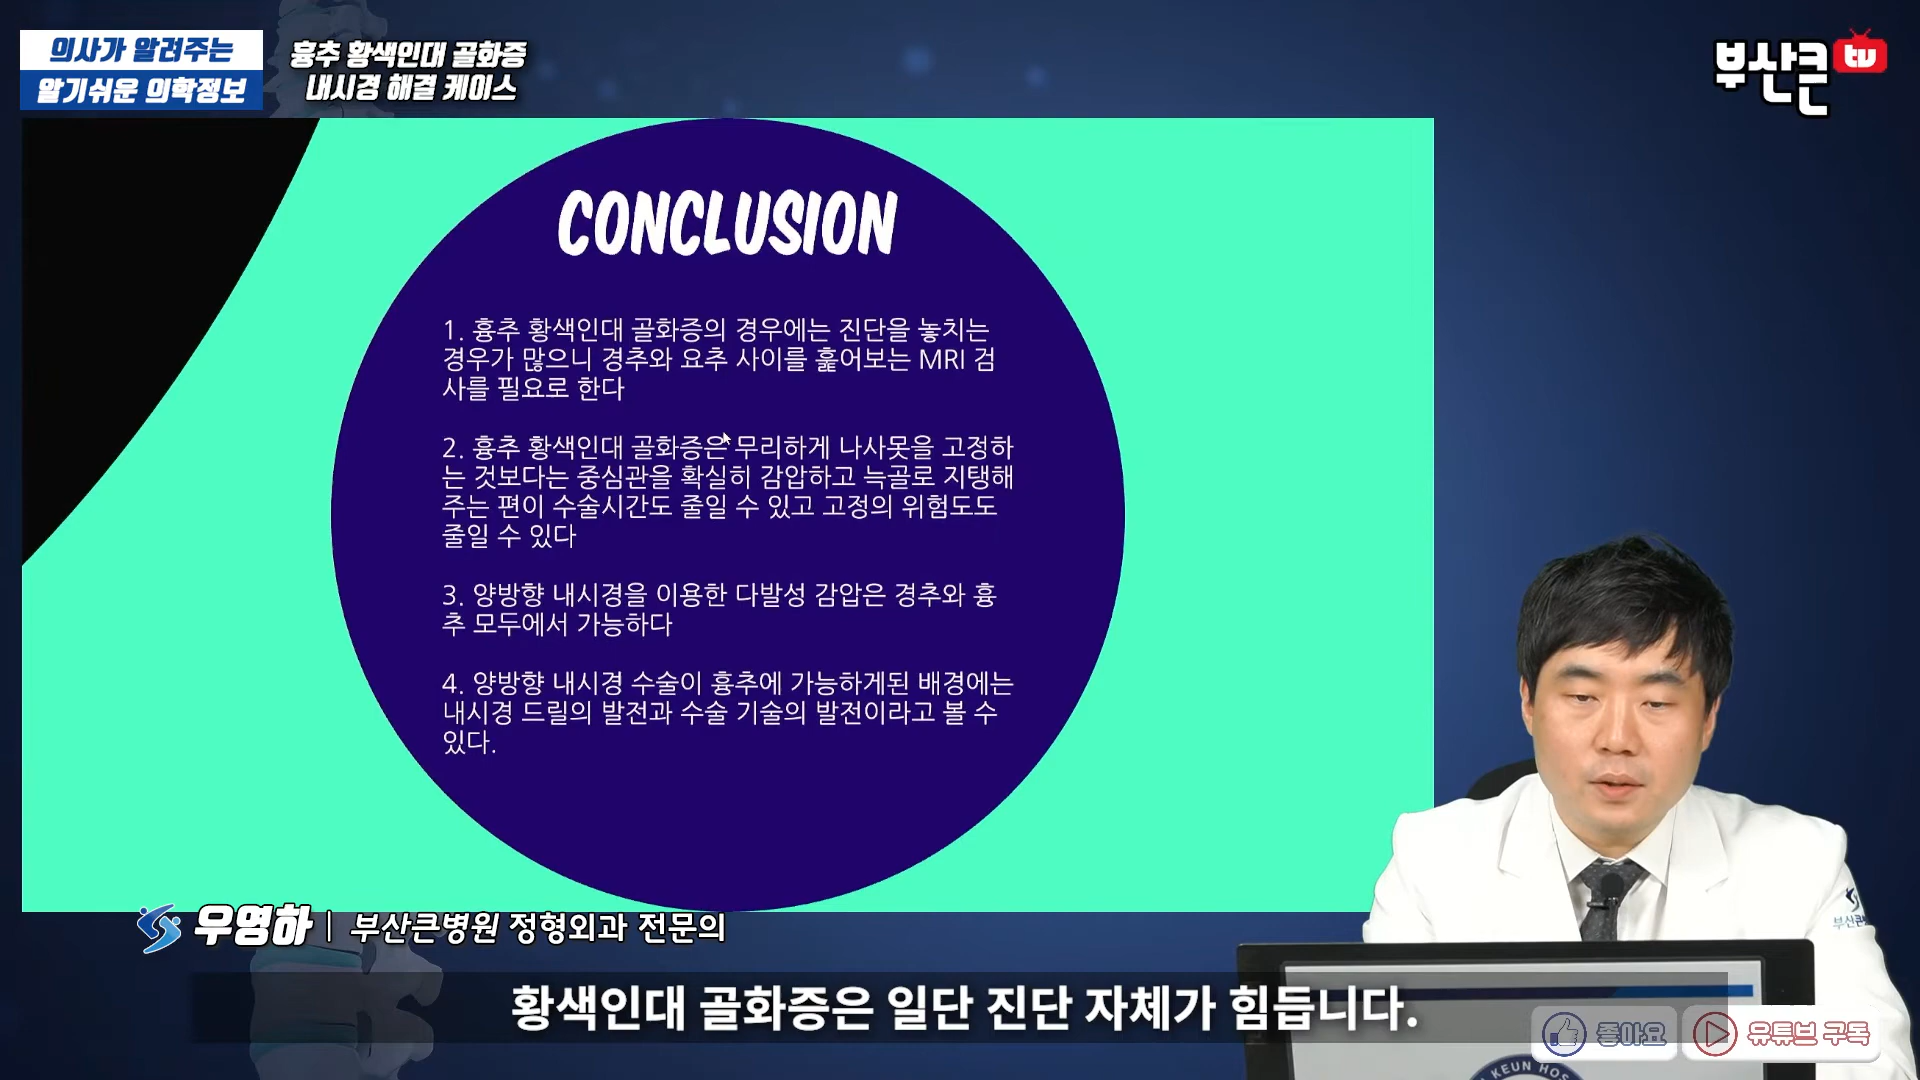 의사가 알려주는
알기쉬운 의학정보
흉추 황색인대 골화증
내시경 해결 케이스
부산큰 tv
CONCLUSION
1. 흉추 황색인대 골화증의 경우에는 진단을 놓치는
경우가 많으니 경추와 요추 사이를 훑어보는 MRI 검
사를 필요로 한다
2. 흉추 황색인대 골화증은 무리하게 나사못을 고정하
는 것보다는 중심관을 확실히 감압하고 늑골로 지탱해
주는 편이 수술시간도 줄일 수 있고 고정의 위험도도
줄일 수 있다
3. 양방향 내시경을 이용한 다발성 감압은 경추와 흉
추 모두에서 가능하다
4. 양방향 내시경 수술이 흉추에 가능하게된 배경에는
내시경 드릴의 발전과 수술 기술의 발전이라고 볼 수
있다.
우영하 | 부산큰병원 정형외과 전문의
부산큰
황색인대 골화증은 일단 진단 자체가 힘듭니다.
좋아요
유튜브 구독
KEUN HOS